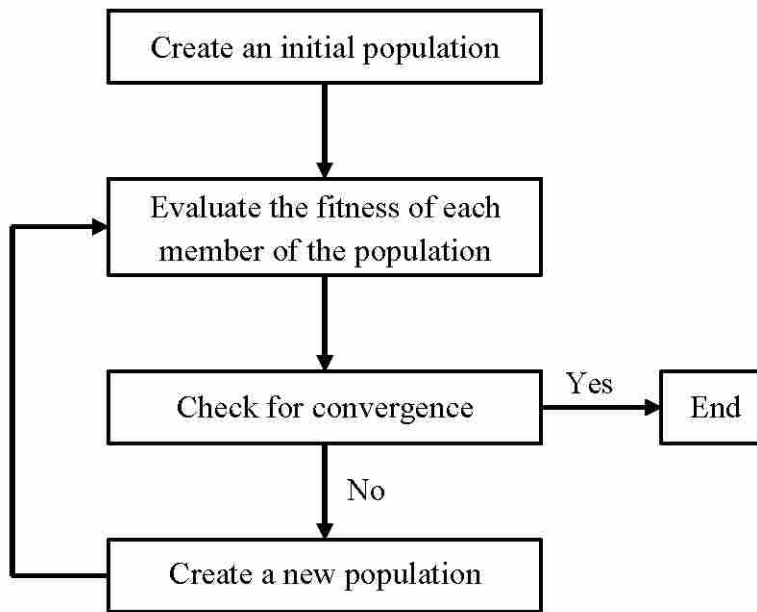 Create an initial population
Evaluate the fitness of each
member of the population
Check for convergence
Yes
End
No
Create a new population